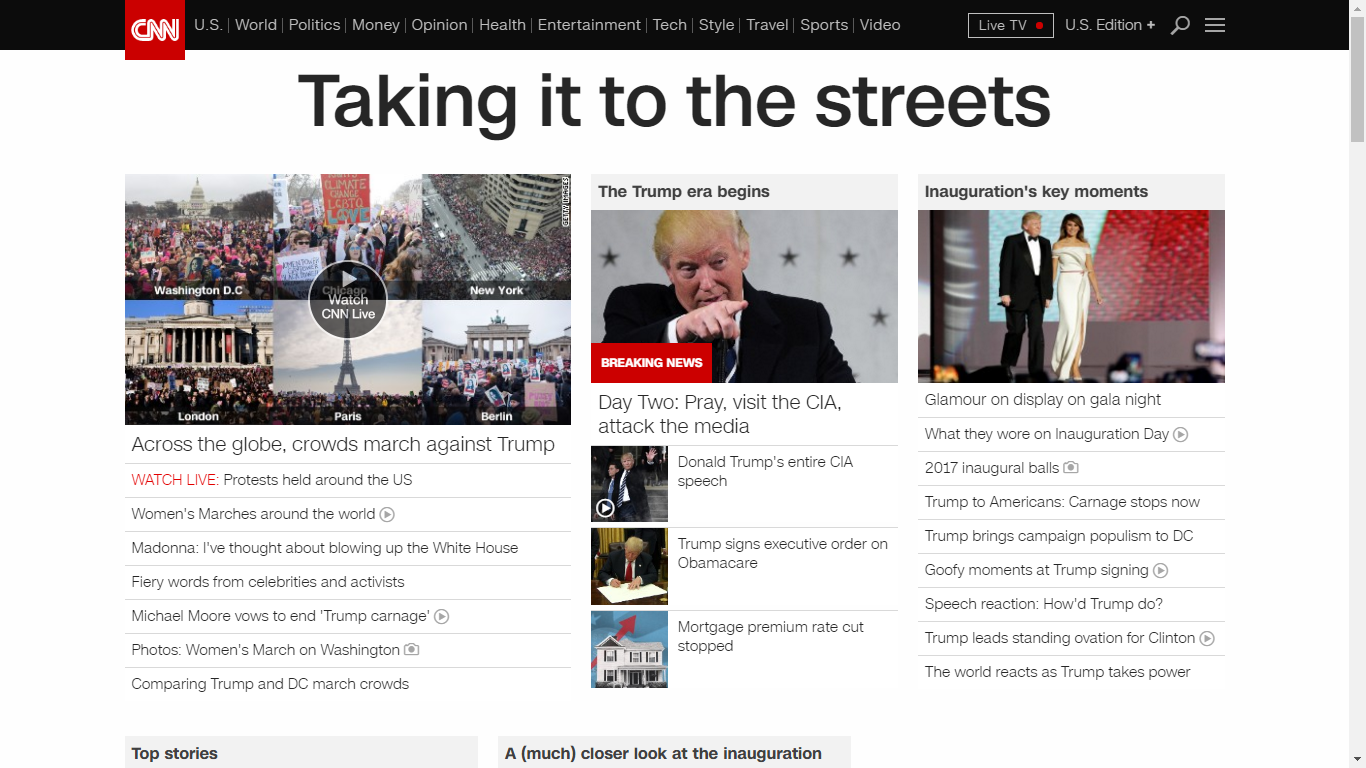 CNN
U.S. World Politics Money Opinion Health Entertainment Tech Style Travel Sports Video
Live TV
U.S. Edition +
Taking it to the streets
GETTY IMAGES
CLIMATE
CHANGE
LGBTQ
LOVE
Washington D.C
Chicago
New York
Watch
CNN Live
London
Paris
Berlin
Across the globe, crowds march against Trump
WATCH LIVE: Protests held around the US
Women's Marches around the world
Madonna: I've thought about blowing up the White House
Fiery words from celebrities and activists
Michael Moore vows to end 'Trump carnage'
Photos: Women's March on Washington
Comparing Trump and DC march crowds
The Trump era begins
BREAKING NEWS
Day Two: Pray, visit the CIA,
attack the media
Donald Trump's entire CIA
speech
Trump signs executive order on
Obamacare
Mortgage premium rate cut
stopped
Inauguration's key moments
Glamour on display on gala night
What they wore on Inauguration Day
2017 inaugural balls
Trump to Americans: Carnage stops now
Trump brings campaign populism to DC
Goofy moments at Trump signing
Speech reaction: How'd Trump do?
Trump leads standing ovation for Clinton
The world reacts as Trump takes power
Top stories
A (much) closer look at the inauguration